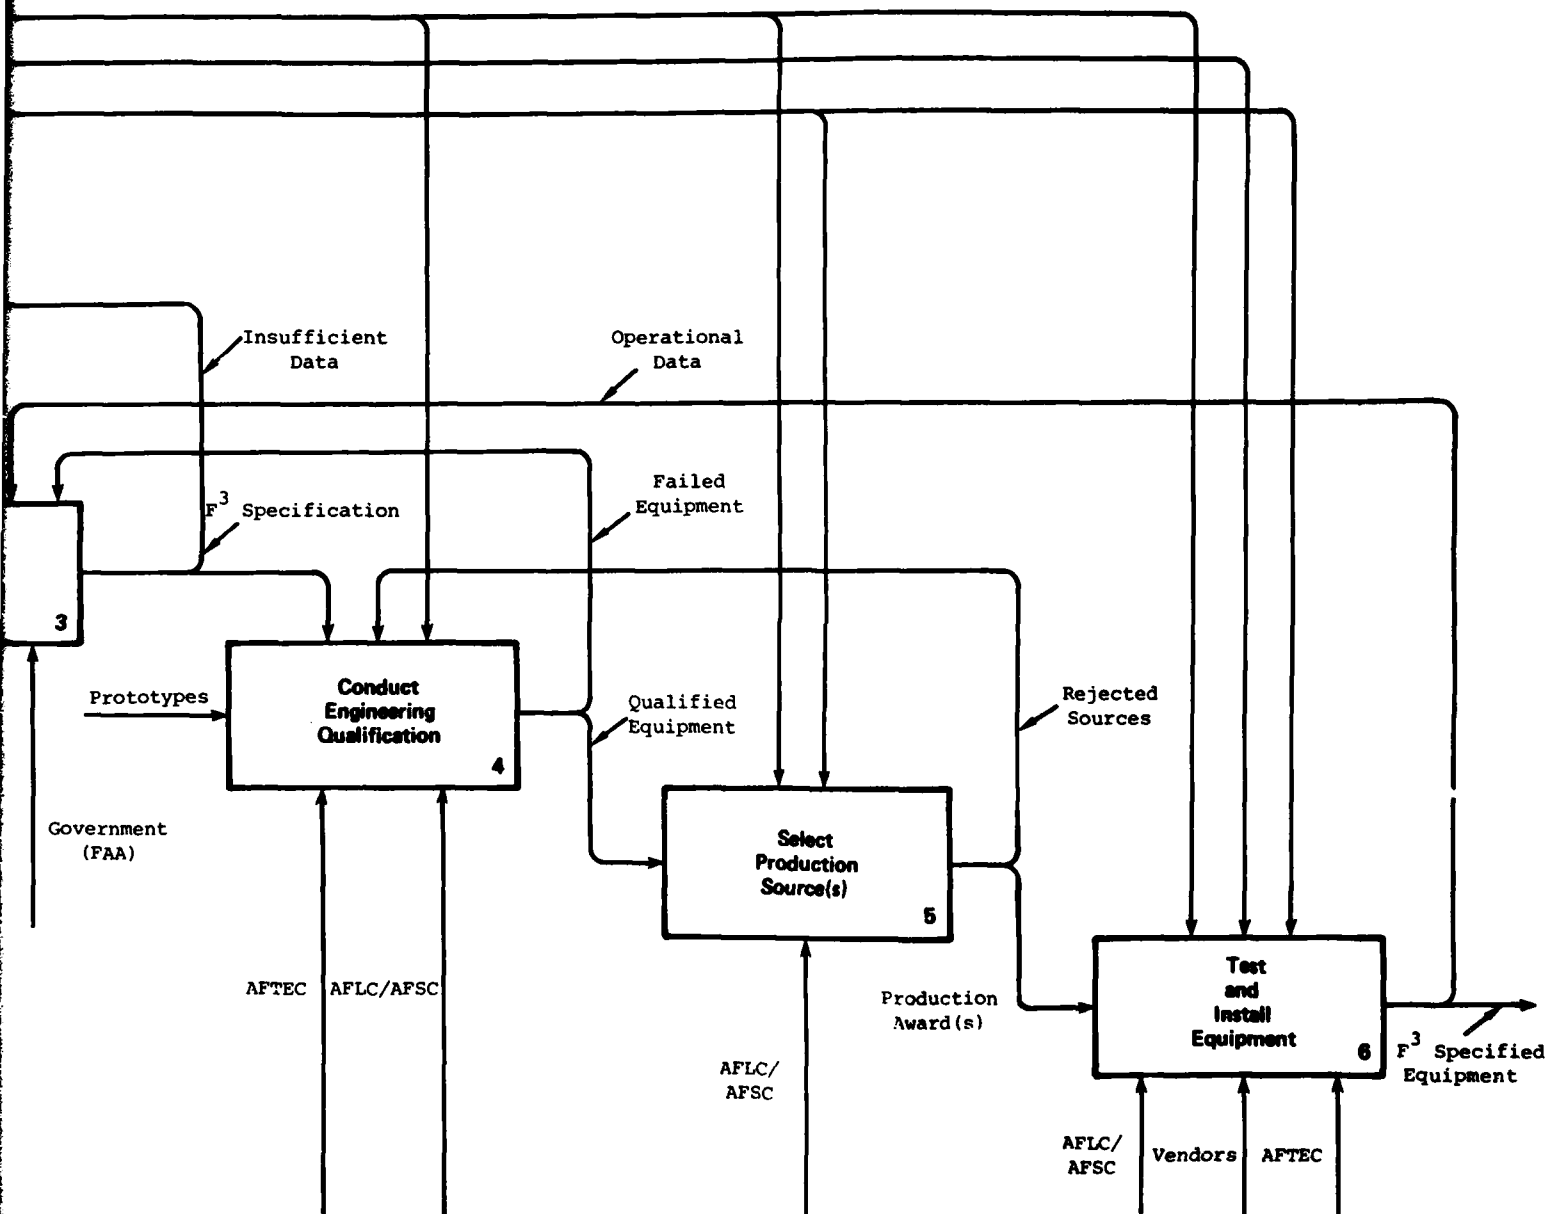 Insufficient
Data
Operational
Data
Failed
Equipment
F³ Specification
3
Prototypes
Conduct
Engineering
Qualification
4
Qualified
Equipment
Rejected
Sources
Government
(FAA)
Select
Production
Source(s)
5
AFTEC
AFLC/AFSC
Production
Award(s)
Test
and
Install
Equipment
6
F³ Specified
Equipment
AFLC/
AFSC
AFLC/
AFSC
Vendors
AFTEC